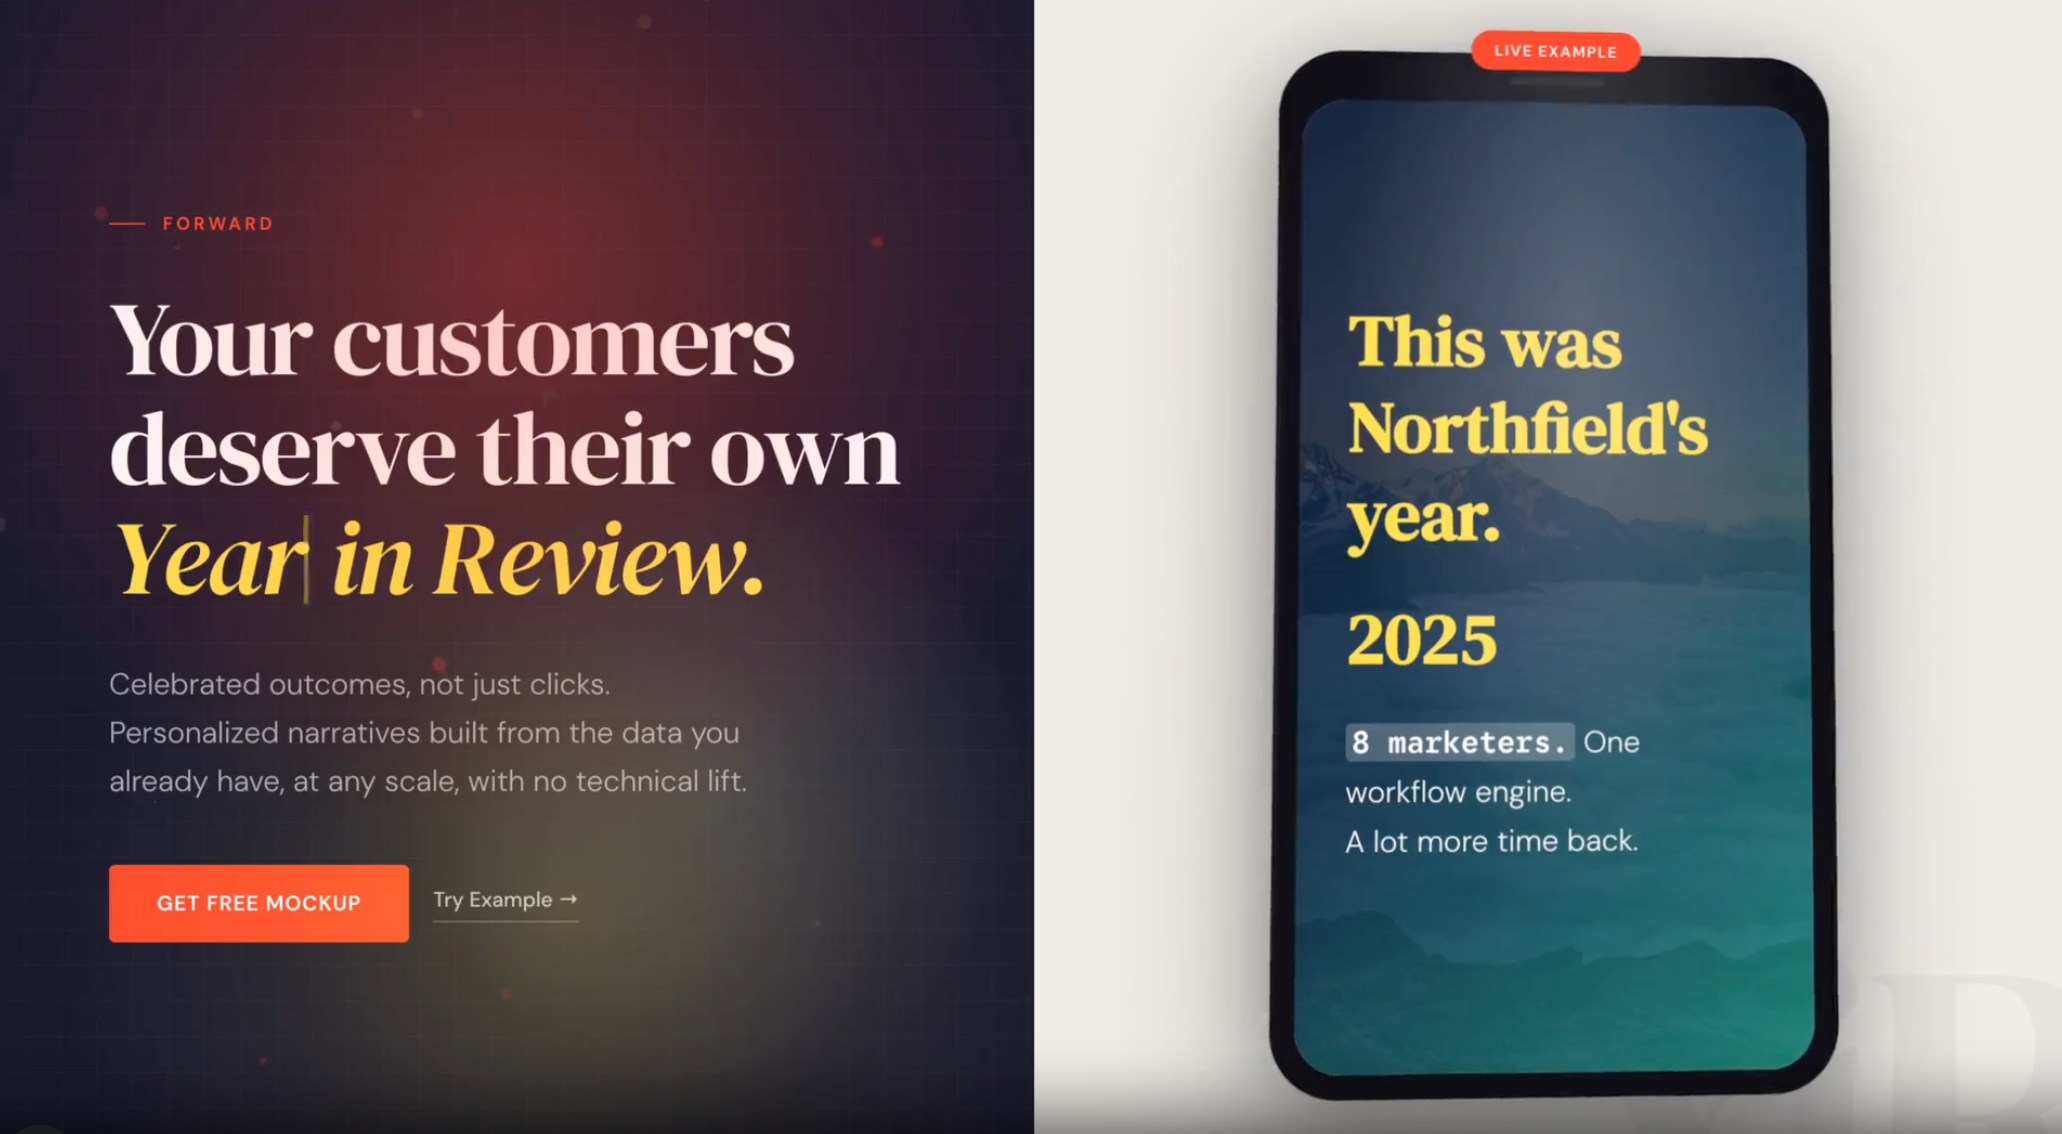 FORWARD
Your customers
deserve their own
Year in Review.
Celebrated outcomes, not just clicks.
Personalized narratives built from the data you
already have, at any scale, with no technical lift.
GET FREE MOCKUP
Try Example →
LIVE EXAMPLE
This was
Northfield's
year.
2025
8 marketers. One
workflow engine.
A lot more time back.